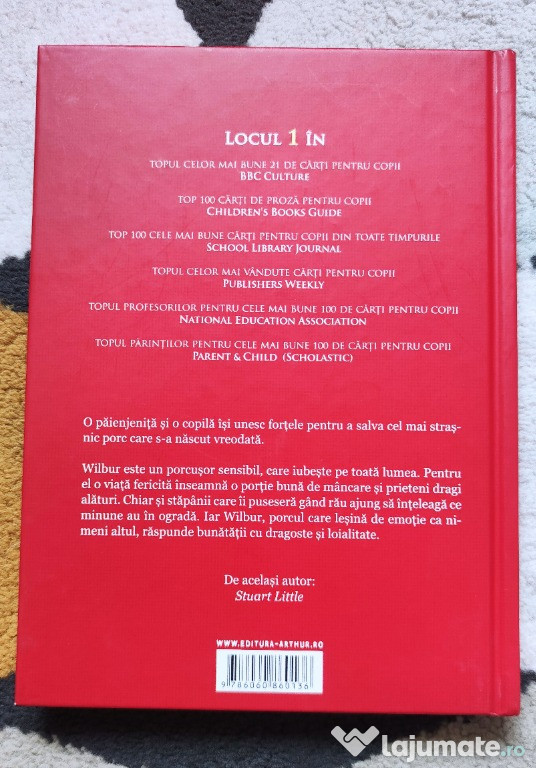 Locul 1 în
Topul celor mai bune 21 de cărți pentru copii
BBC Culture
Top 100 cărți de proză pentru copii
Children's Books Guide
Top 100 cele mai bune cărți pentru copii din toate timpurile
School Library Journal
Topul celor mai vândute cărți pentru copii
Publishers Weekly
Topul profesorilor pentru cele mai bune 100 de cărți pentru copii
National Education Association
Topul părinților pentru cele mai bune 100 de cărți pentru copii
Parent & Child (Scholastic)
O păienjeniță și o copilă își unesc forțele pentru a salva cel mai straș-
nic porc care s-a născut vreodată.
Wilbur este un porcușor sensibil, care iubește pe toată lumea. Pentru
el o viață fericită înseamnă o porție bună de mâncare și prieteni dragi
alături. Chiar și stăpânii care îi puseseră gând rău ajung să înțeleagă ce
minune au în ogradă. Iar Wilbur, porcul care leșină de emoție ca ni-
meni altul, răspunde bunătății cu dragoste și loialitate.
De același autor:
Stuart Little
WWW.EDITURA-ARTHUR.RO
9 786060 860136
lajumate.ro